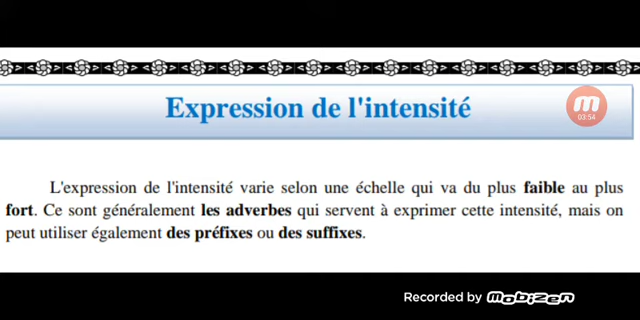 Expression de l'intensité
03:54
L'expression de l'intensité varie selon une échelle qui va du plus faible au plus
fort. Ce sont généralement les adverbes qui servent à exprimer cette intensité, mais on
peut utiliser également des préfixes ou des suffixes.
Recorded by Mobizen